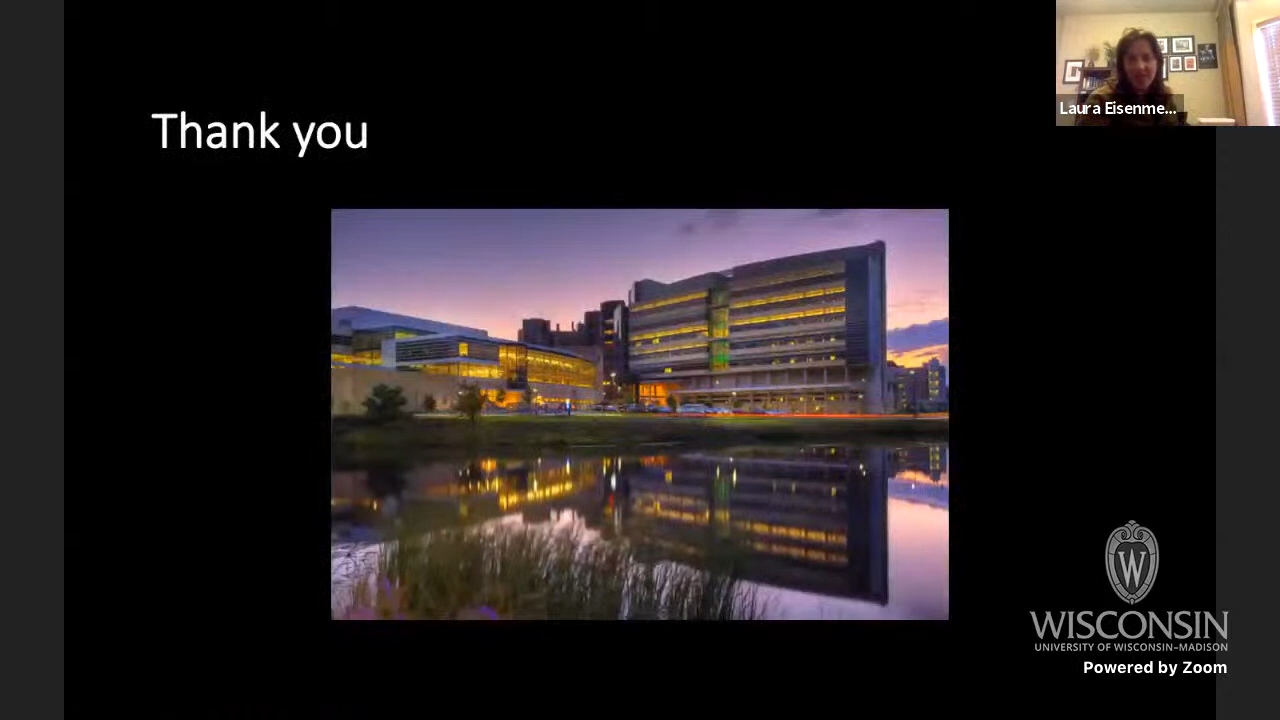 Thank you
Laura Eisenme...
W
WISCONSIN
UNIVERSITY OF WISCONSIN–MADISON
Powered by Zoom